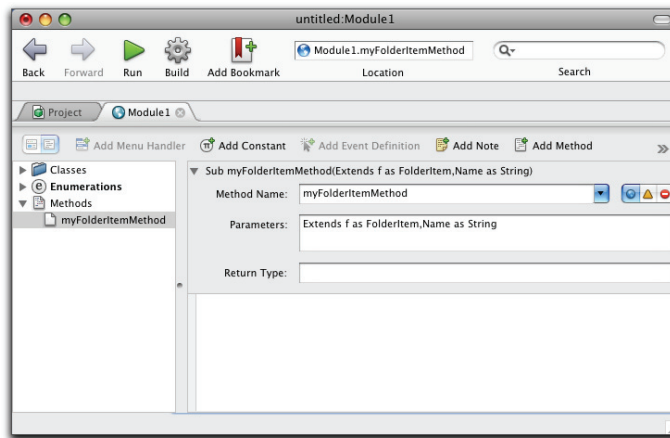 untitled:Module1
Module1.myFolderItemMethod
Back Forward Run Build Add Bookmark Location Search
Project Module1
Add Menu Handler Add Constant Add Event Definition Add Note Add Method
Classes
Enumerations
Methods
myFolderItemMethod
Sub myFolderItemMethod(Extends f as FolderItem,Name as String)
Method Name: myFolderItemMethod
Parameters: Extends f as FolderItem,Name as String
Return Type: